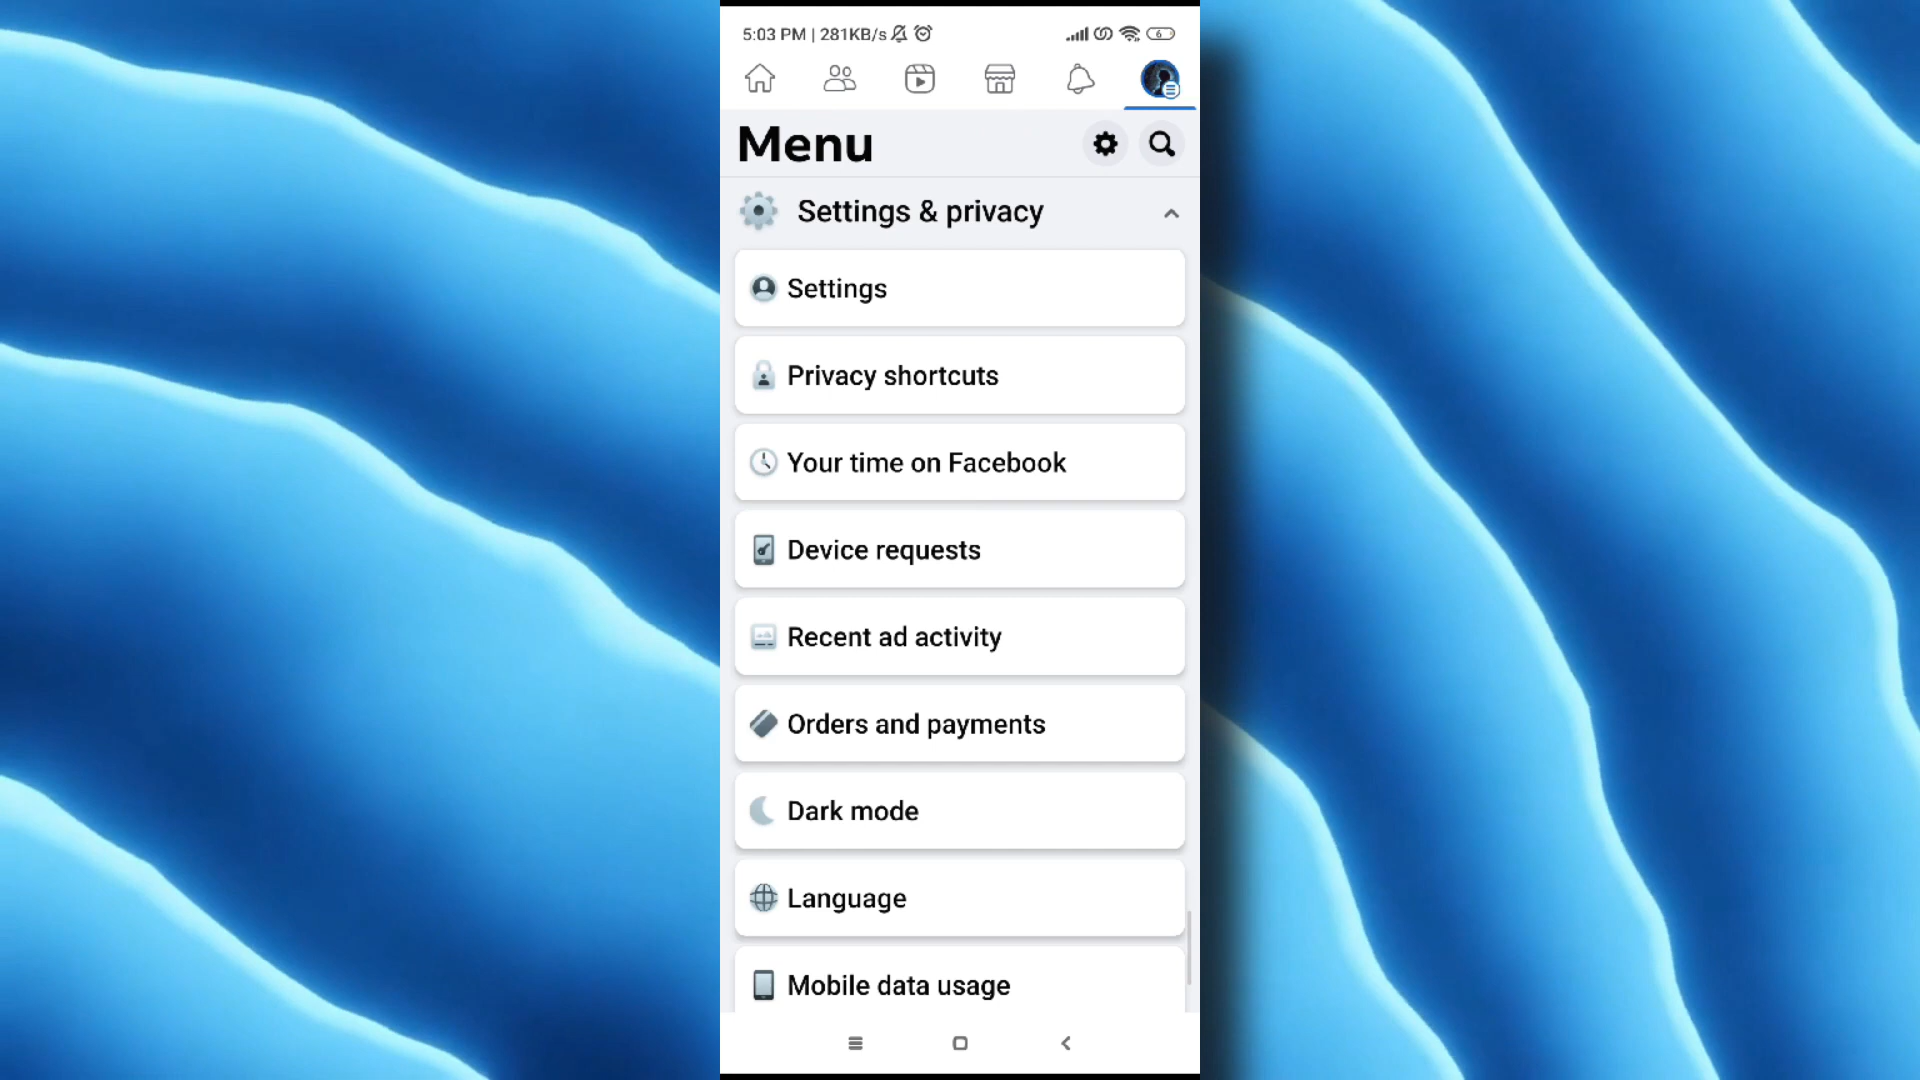 5:03 PM | 281KB/s
6
Menu
Settings & privacy
Settings
Privacy shortcuts
Your time on Facebook
Device requests
Recent ad activity
Orders and payments
Dark mode
Language
Mobile data usage